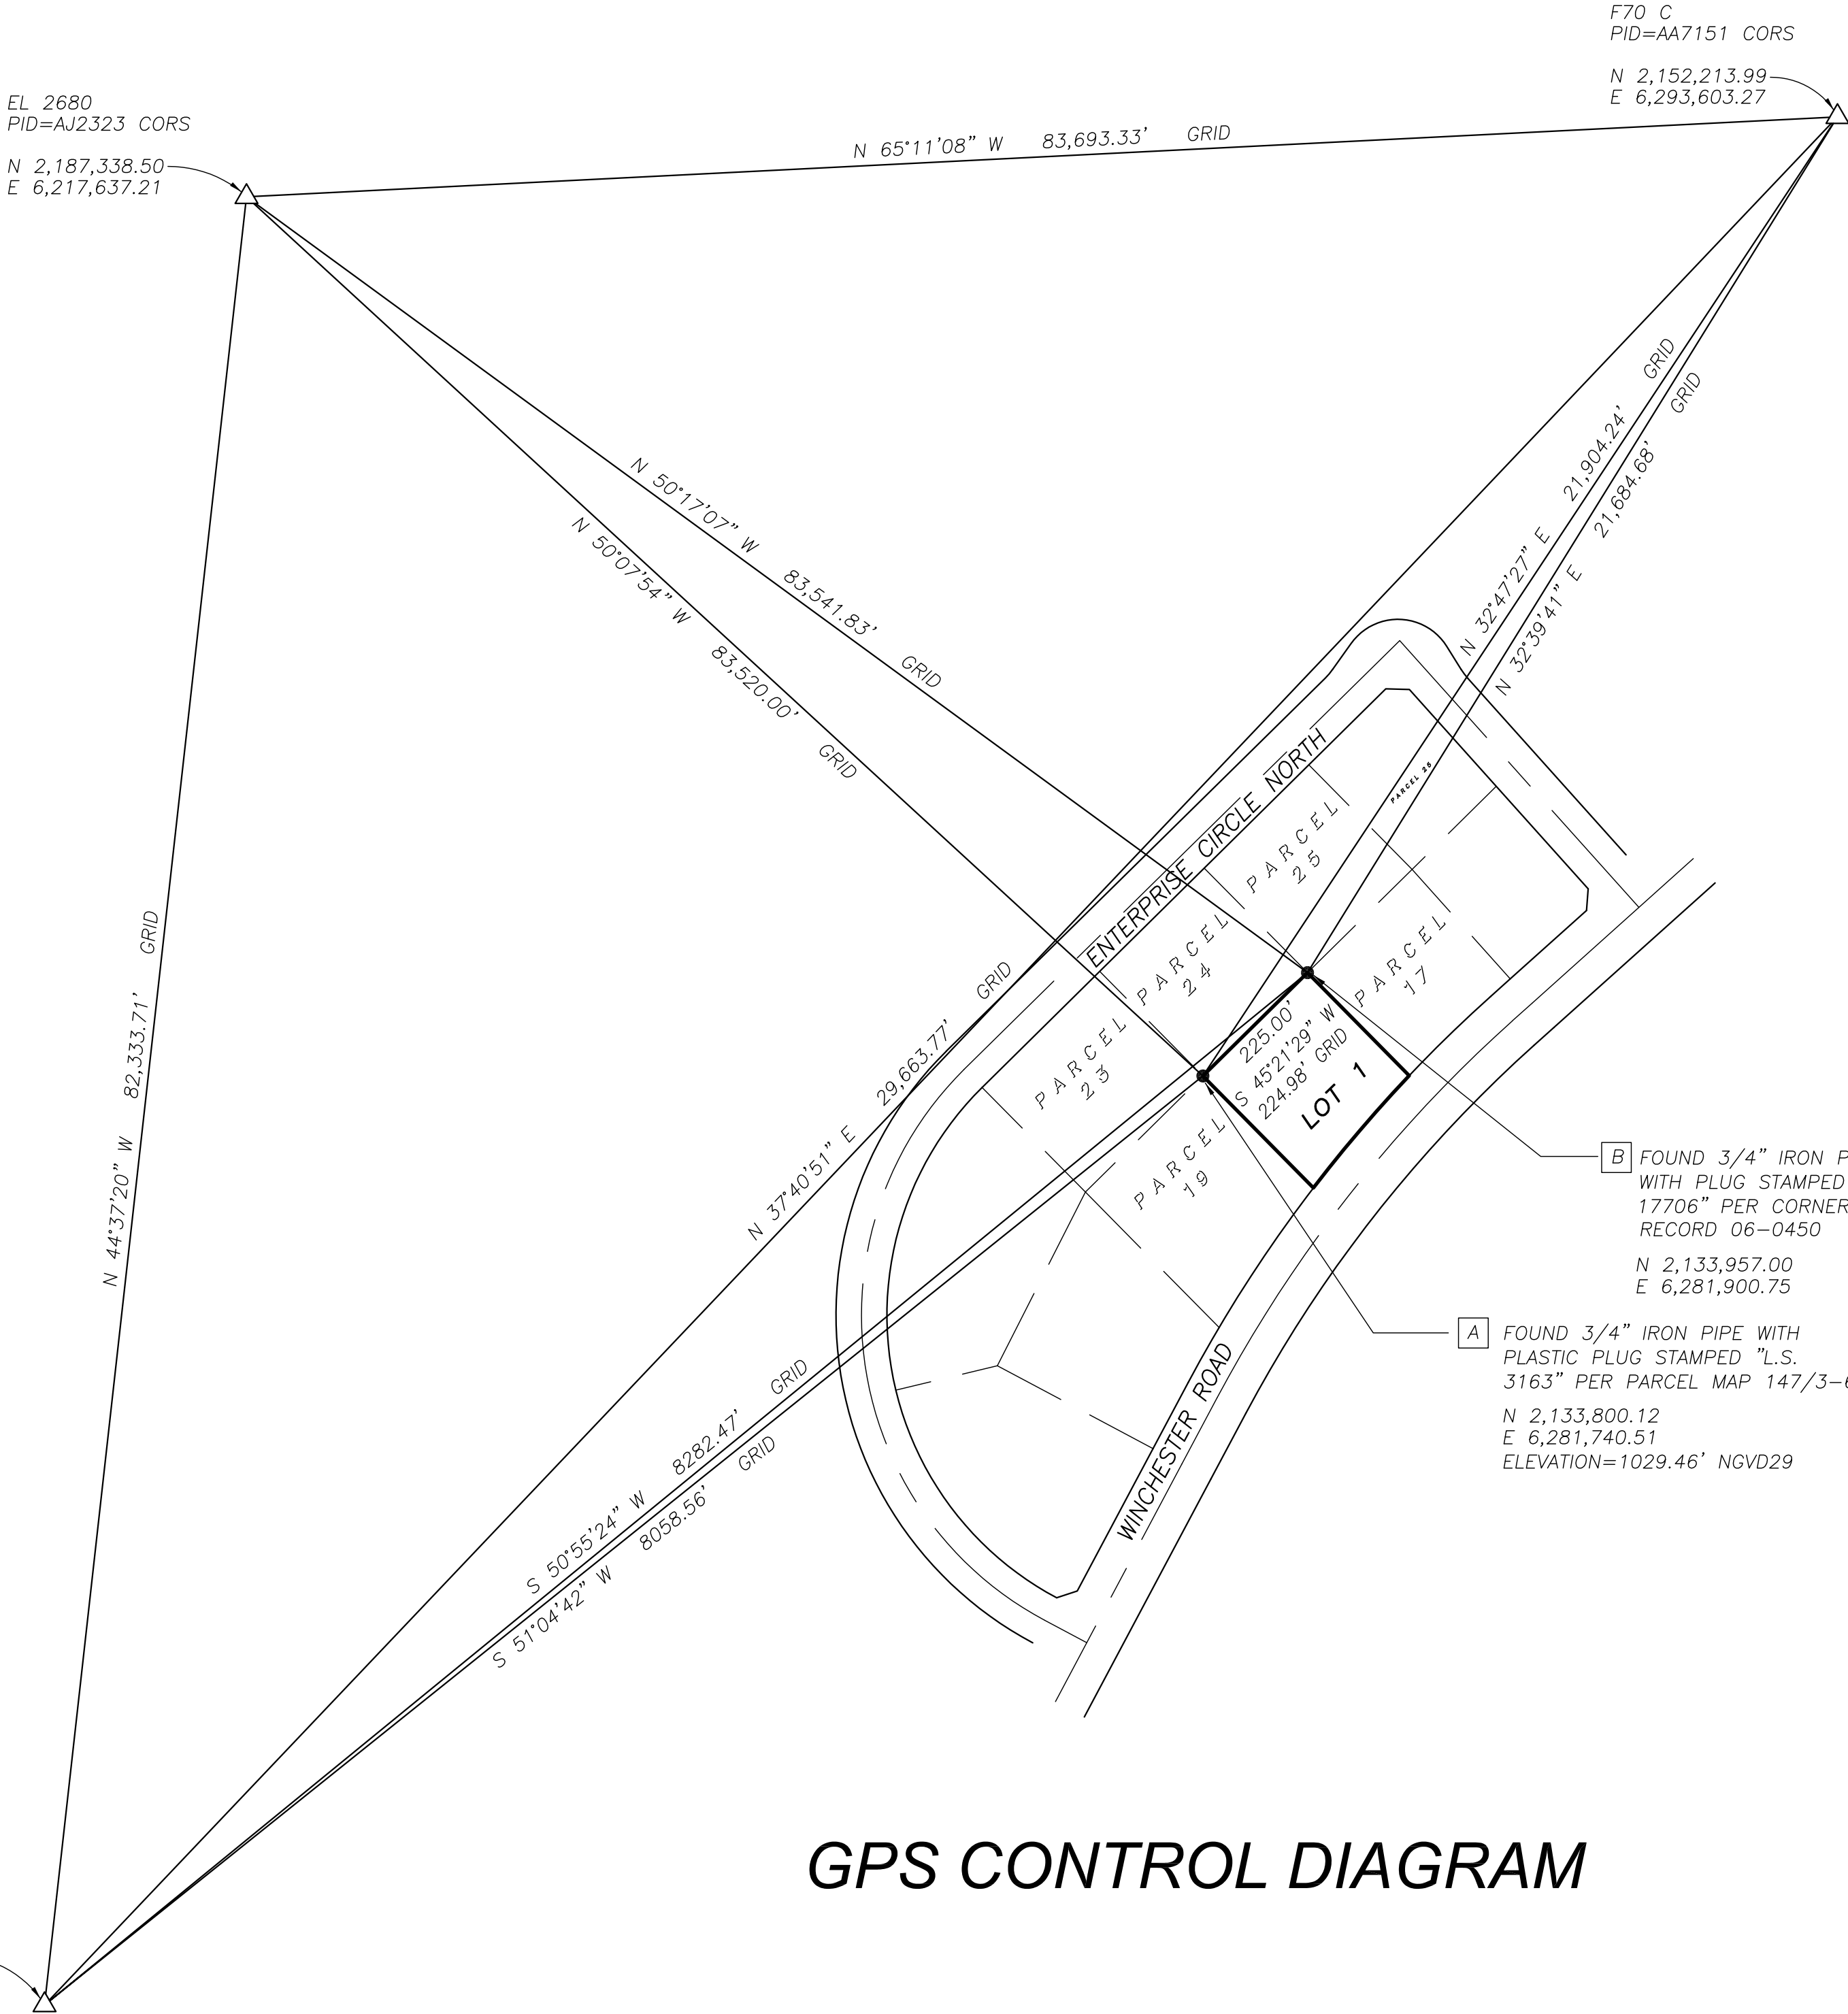 F70 C
PID=AA7151 CORS
N 2,152,213.99
E 6,293,603.27
EL 2680
PID=AJ2323 CORS
N 2,187,338.50
E 6,217,637.21
N 65°11'08" W 83,693.33' GRID
N 50°17'07" W 83,541.83' GRID
N 50°07'54" W 83,520.00' GRID
N 32°47'27" E 21,904.24' GRID
N 32°39'41" E 21,684.68' GRID
N 44°37'20" W 82,333.71' GRID
N 37°40'51" E 29,663.77' GRID
S 50°55'24" W 8282.47' GRID
S 51°04'42" W 8058.56' GRID
ENTERPRISE CIRCLE NORTH
PARCEL 26
PARCEL
25
PARCEL
24
PARCEL
23
PARCEL
17
PARCEL
19
225.00'
S 45°21'29" W
224.98' GRID
LOT 1
WINCHESTER ROAD
B FOUND 3/4" IRON P
WITH PLUG STAMPED
17706" PER CORNER
RECORD 06-0450
N 2,133,957.00
E 6,281,900.75
A FOUND 3/4" IRON PIPE WITH
PLASTIC PLUG STAMPED "L.S.
3163" PER PARCEL MAP 147/3-6
N 2,133,800.12
E 6,281,740.51
ELEVATION=1029.46' NGVD29
GPS CONTROL DIAGRAM